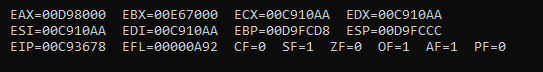 EAX=00D98000 EBX=00E67000 ECX=00C910AA EDX=00C910AA
ESI=00C910AA EDI=00C910AA EBP=00D9FCD8 ESP=00D9FCCC
EIP=00C93678 EFL=00000A92 CF=0 SF=1 ZF=0 OF=1 AF=1 PF=0